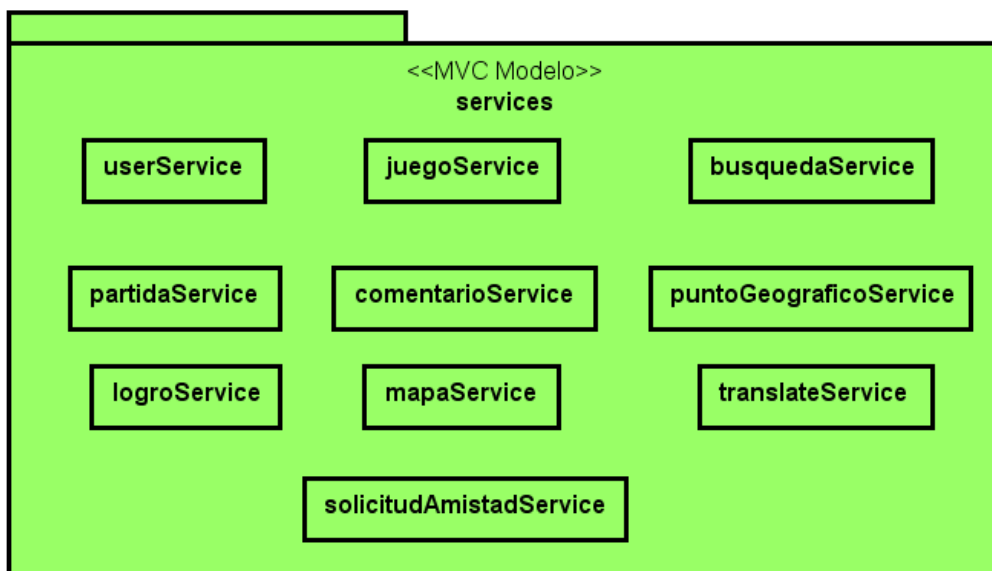 <<MVC Modelo>>
services
userService
juegoService
busquedaService
partidaService
comentarioService
puntoGeograficoService
logroService
mapaService
translateService
solicitudAmistadService